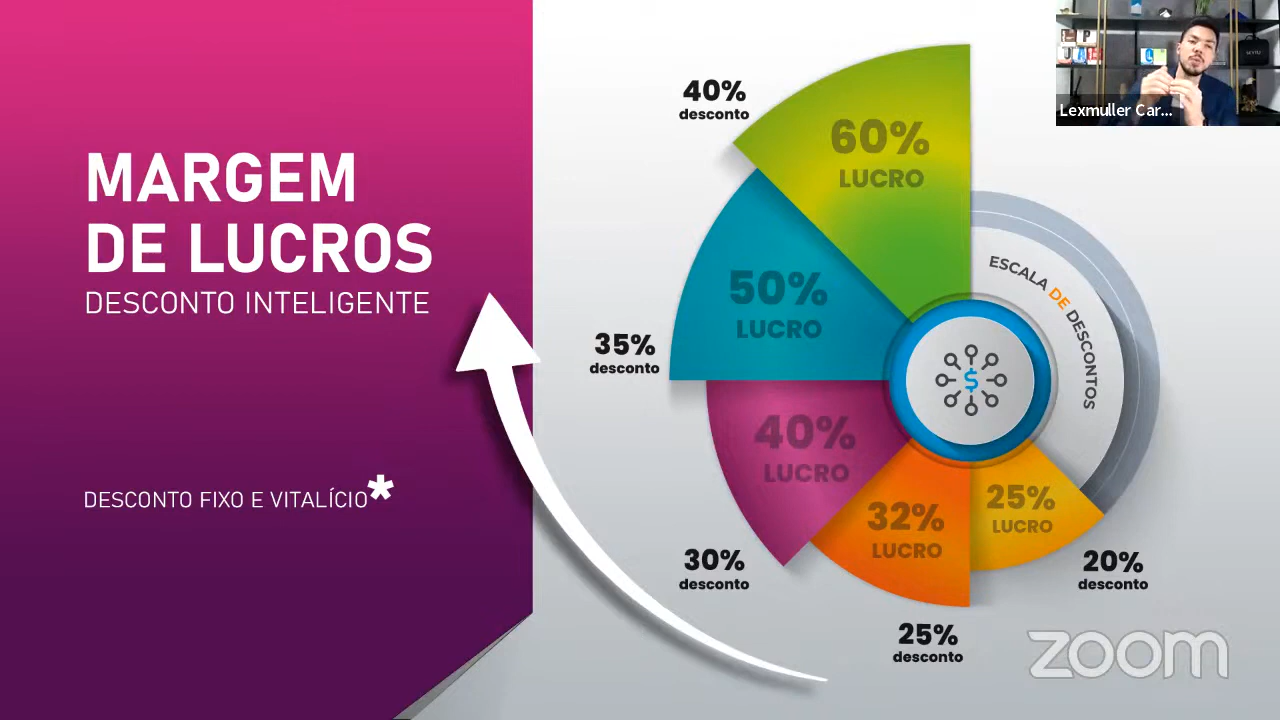 MARGEM
DE LUCROS
DESCONTO INTELIGENTE
DESCONTO FIXO E VITALÍCIO*
40%
desconto
60%
LUCRO
35%
desconto
50%
LUCRO
30%
desconto
40%
LUCRO
25%
desconto
32%
LUCRO
20%
desconto
25%
LUCRO
ESCALA DE DESCONTOS
$
Lexmuller Car...
zoom